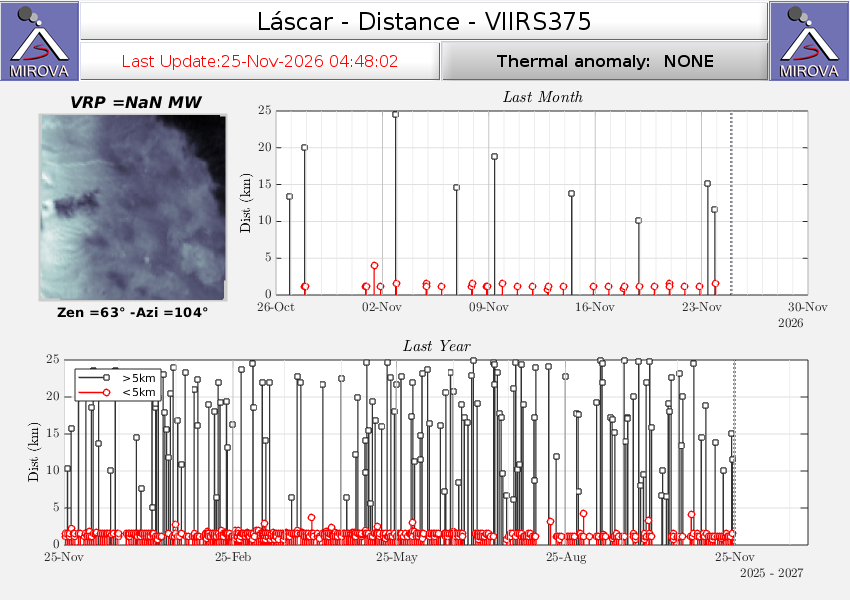 MIROVA
Láscar - Distance - VIIRS375
MIROVA
Last Update:25-Nov-2026 04:48:02
Thermal anomaly: NONE
VRP =NaN MW
Zen =63° -Azi =104°
Last Month
Dist (km)
25
20
15
10
5
0
26-Oct 02-Nov 09-Nov 16-Nov 23-Nov 30-Nov
2026
Last Year
Dist (km)
25
20
15
10
5
0
>5km
<5km
25-Nov 25-Feb 25-May 25-Aug 25-Nov
2025 - 2027